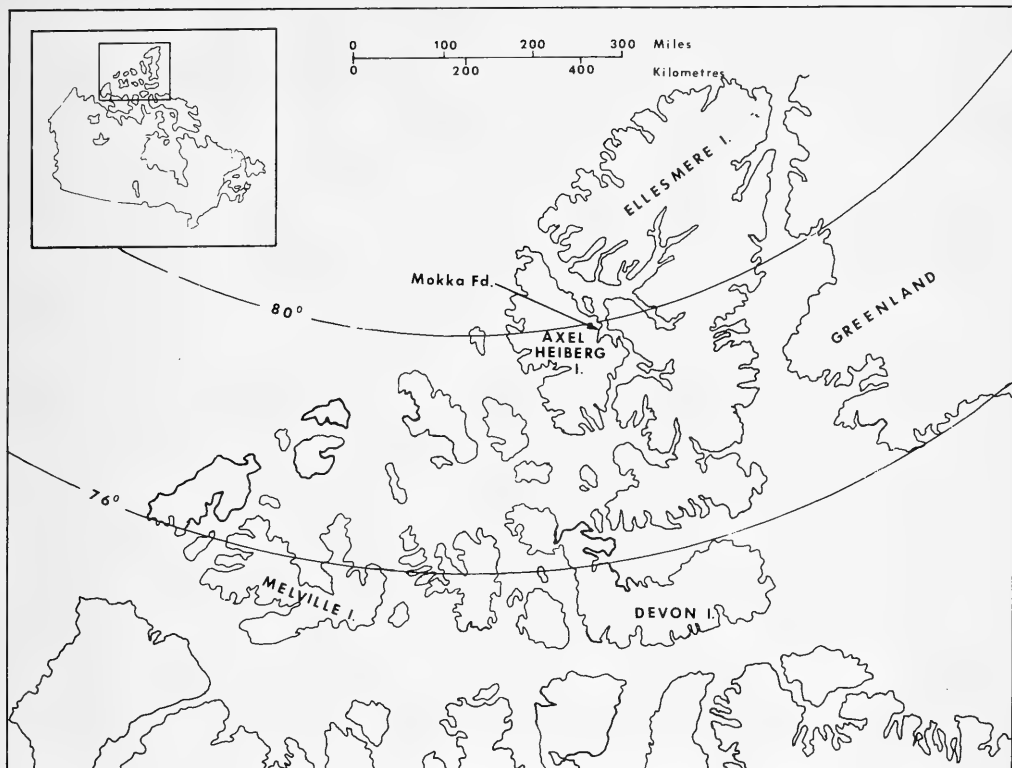 0 100 200 300 Miles
0 200 400 Kilometres
ELLESMERE I.
Mokka Fd.
80°
GREENLAND
AXEL
HEIBERG
I.
76°
MELVILLE I.
DEVON I.